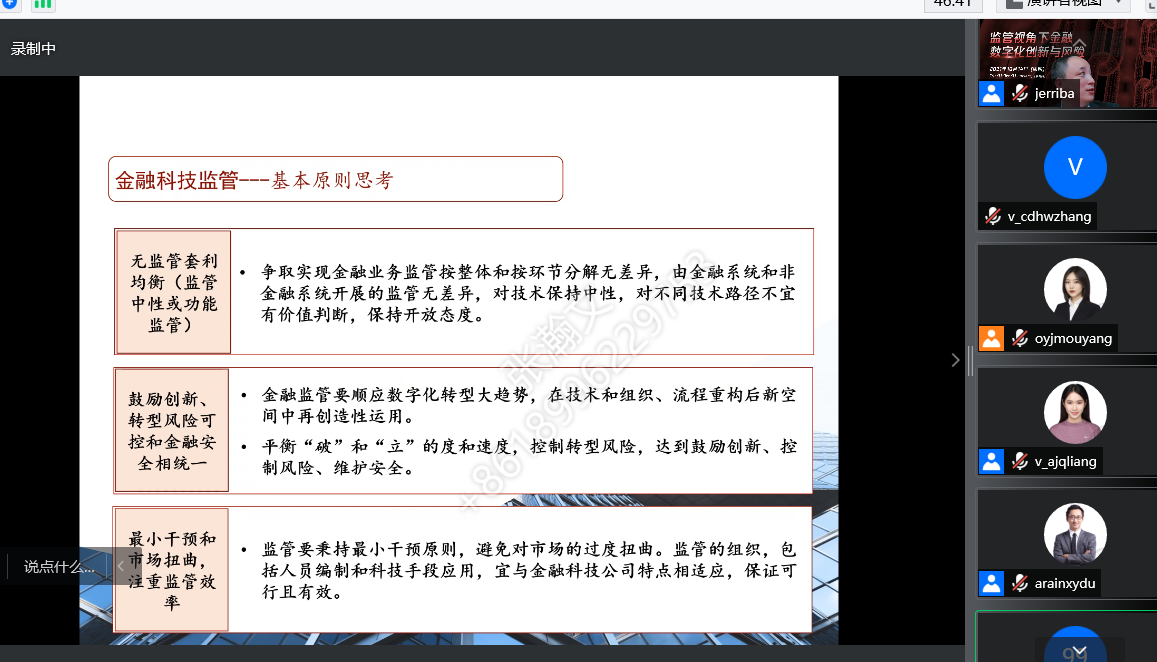 46:41
演讲者视图
录制中
金融科技监管---基本原则思考
无监管套利
均衡（监管
中性或功能
监管）
• 争取实现金融业务监管按整体和按环节分解无差异，由金融系统和非
金融系统开展的监管无差异，对技术保持中性，对不同技术路径不宜
有价值判断，保持开放态度。
鼓励创新、
转型风险可
控和金融安
全相统一
• 金融监管要顺应数字化转型大趋势，在技术和组织、流程重构后新空
间中再创造性运用。
• 平衡“破”和“立”的度和速度，控制转型风险，达到鼓励创新、控
制风险、维护安全。
最小干预和
市场扭曲，
注重监管效
率
• 监管要秉持最小干预原则，避免对市场的过度扭曲。监管的组织，包
括人员编制和科技手段应用，宜与金融科技公司特点相适应，保证可
行且有效。
张瀚文
+8618996229753
说点什么...
监管视角下金融
数字化创新与风险
jerriba
V
v_cdhwzhang
oyjmouyang
v_ajqliang
arainxydu